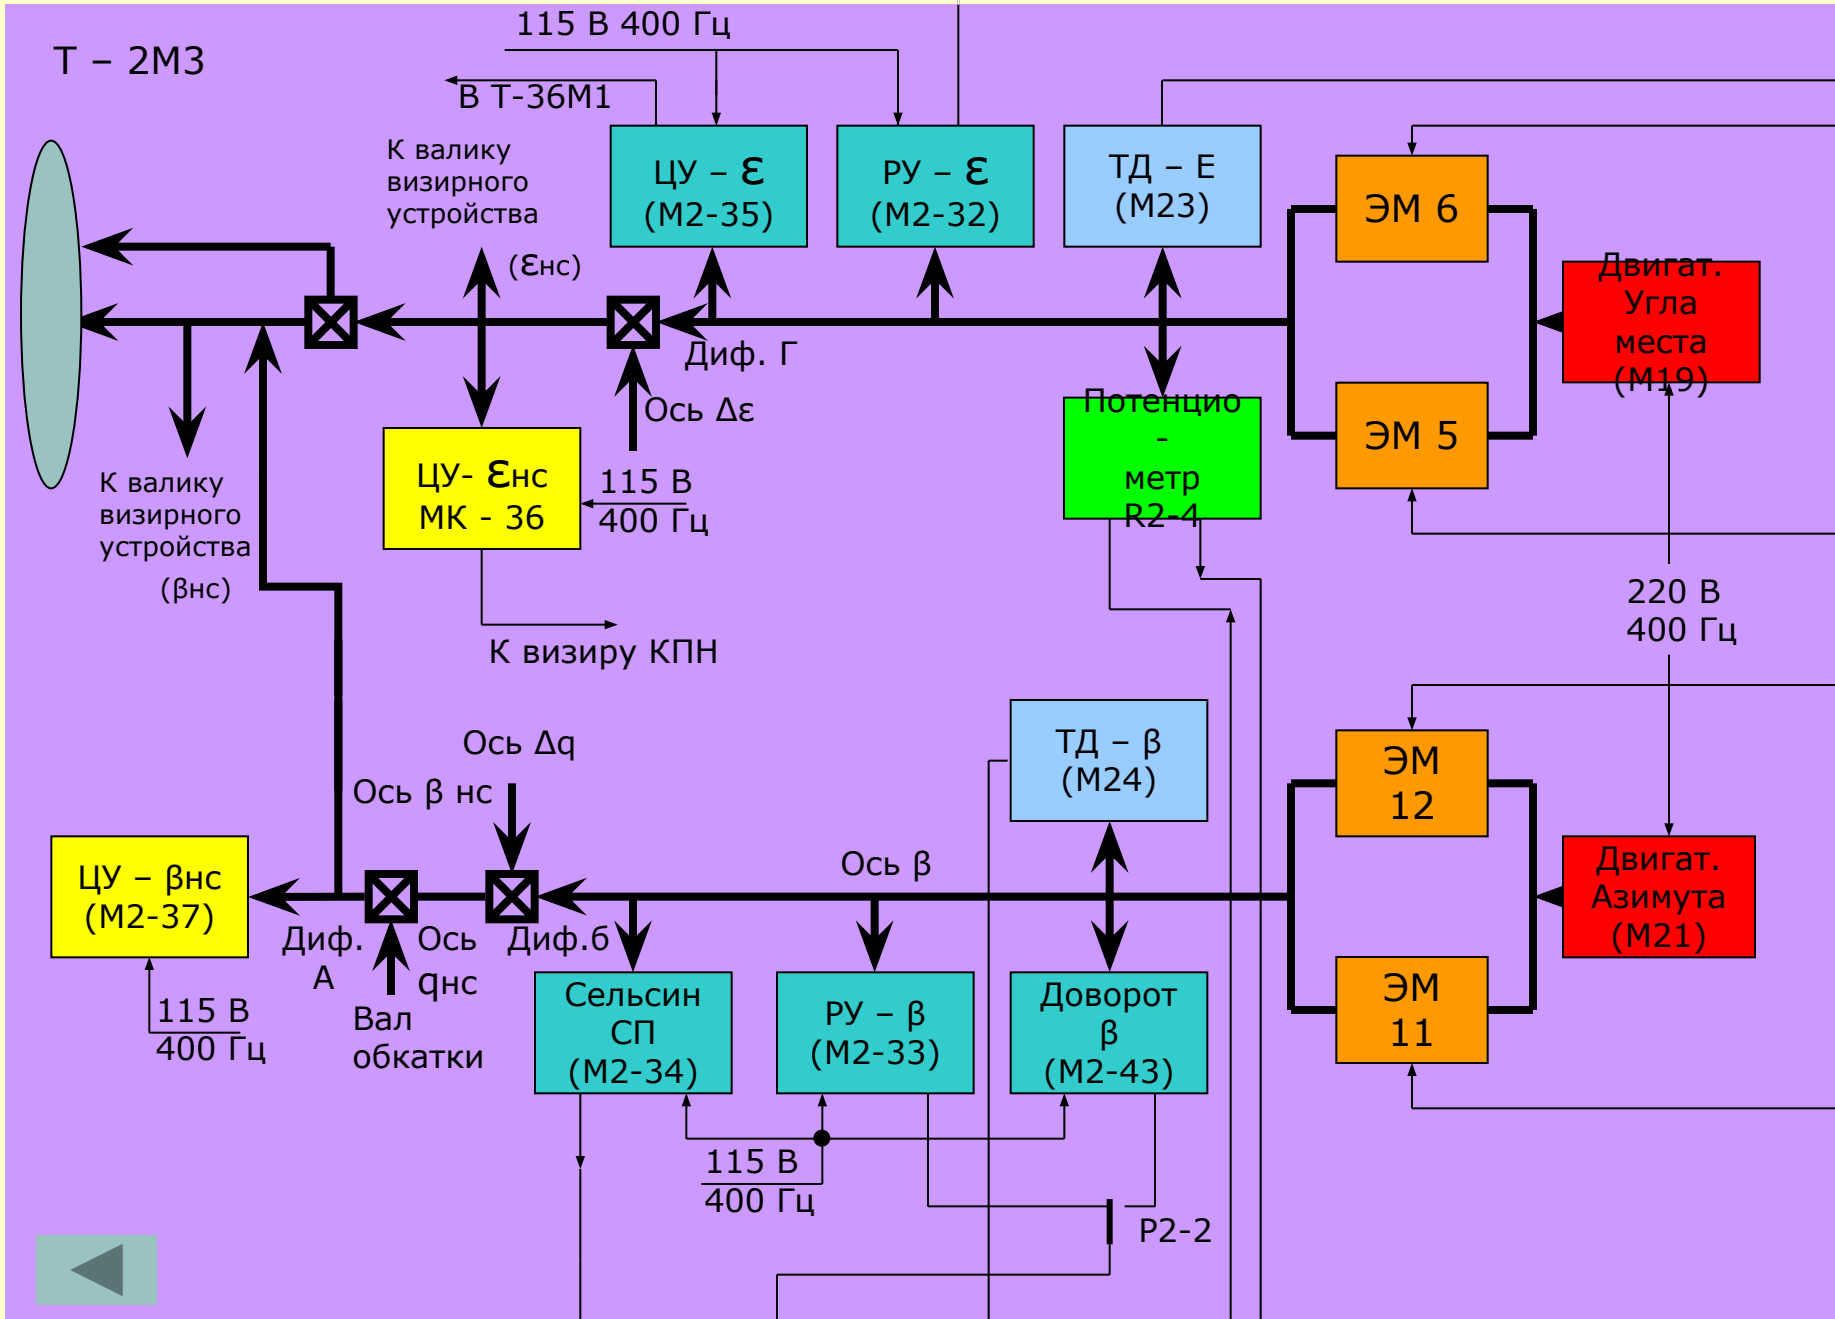 115 В 400 Гц
Т – 2М3
В Т-36М1
К валику
визирного
устройства
(εнс)
ЦУ – ε
(М2-35)
РУ – ε
(М2-32)
ТД – Е
(М23)
ЭМ 6
Двигат.
Угла
места
(М19)
Диф. Г
Ось Δε
Потенцио
-
метр
R2-4
ЭМ 5
ЦУ- εнс
МК - 36
115 В
400 Гц
К валику
визирного
устройства
(βнс)
220 В
400 Гц
К визиру КПН
Ось Δq
Ось β нс
ТД – β
(М24)
ЭМ
12
Ось β
ЦУ – βнс
(М2-37)
Двигат.
Азимута
(М21)
Диф.
А
Ось
qнс
Диф.б
115 В
400 Гц
Вал
обкатки
Сельсин
СП
(М2-34)
РУ – β
(М2-33)
Доворот
β
(М2-43)
ЭМ
11
115 В
400 Гц
Р2-2